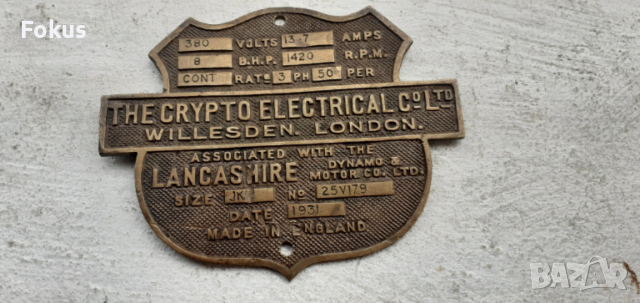 Fokus
380 VOLTS 13·7 AMPS
8 B.H.P. 1420 R.P.M.
CONT RATG 3 PH 50 PER
THE CRYPTO ELECTRICAL CO LTD
WILLESDEN. LONDON.
ASSOCIATED WITH THE
LANCASHIRE DYNAMO & MOTOR CO. LTD.
SIZE JK NO 25V179
DATE 1931
MADE IN ENGLAND
BAZAR.BG